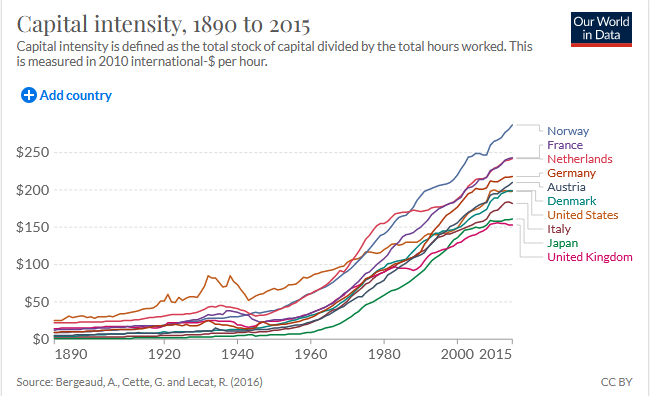 Capital intensity, 1890 to 2015
Capital intensity is defined as the total stock of capital divided by the total hours worked. This
is measured in 2010 international-$ per hour.
Our World
in Data
Add country
$250
$200
$150
$100
$50
$0
1890
1920
1940
1960
1980
2000
2015
Norway
France
Netherlands
Germany
Austria
Denmark
United States
Italy
Japan
United Kingdom
Source: Bergeaud, A., Cette, G. and Lecat, R. (2016)
CC BY